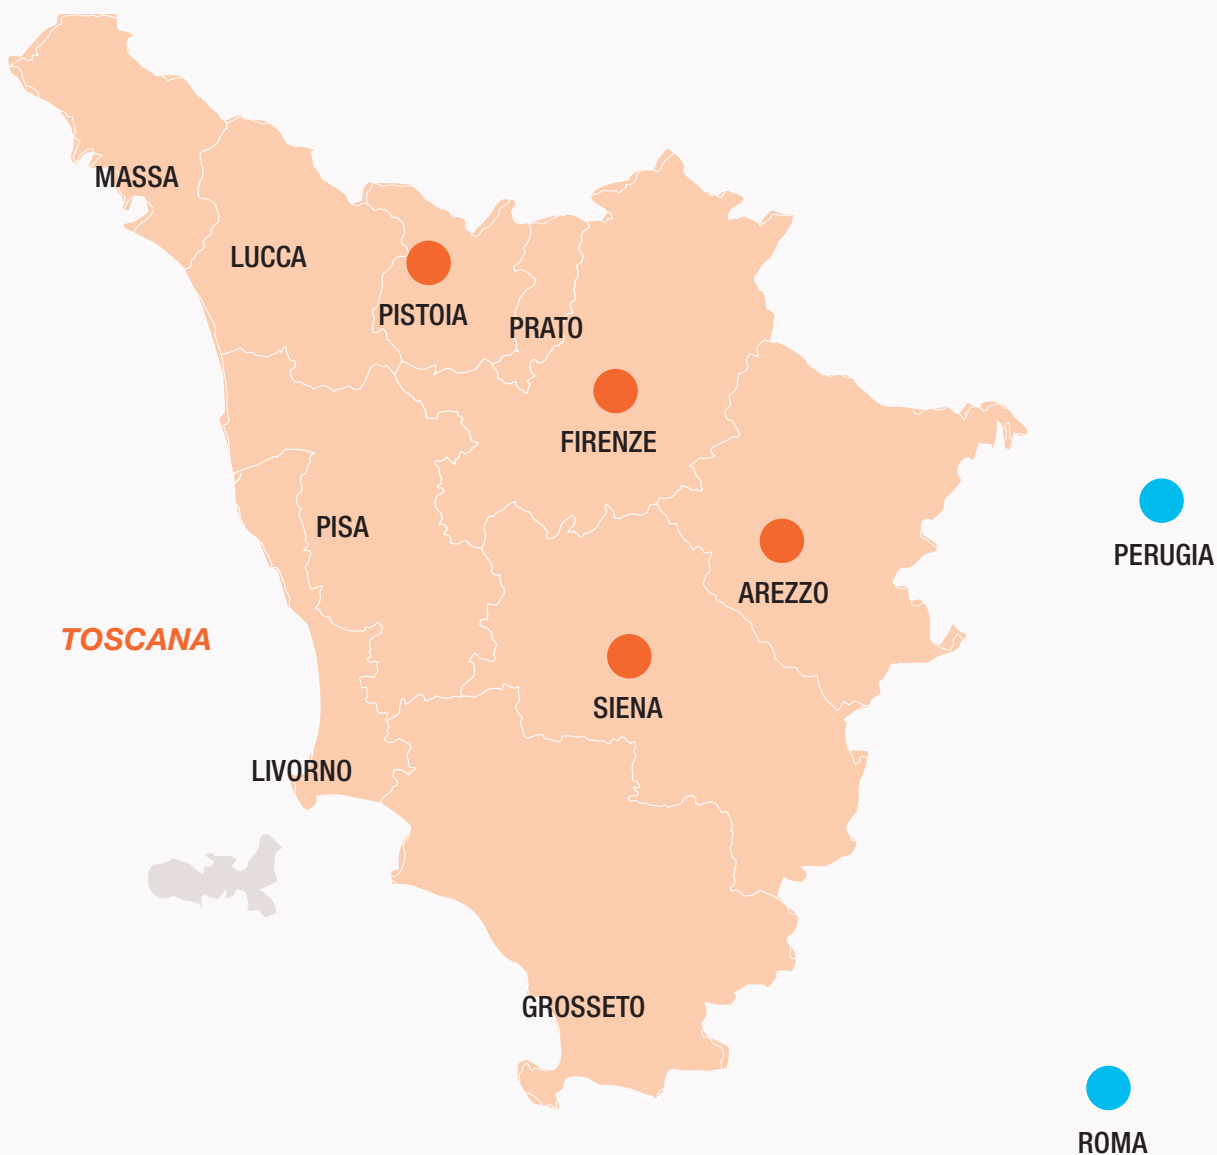 MASSA
LUCCA
PISTOIA
PRATO
FIRENZE
PISA
PERUGIA
AREZZO
TOSCANA
SIENA
LIVORNO
GROSSETO
ROMA